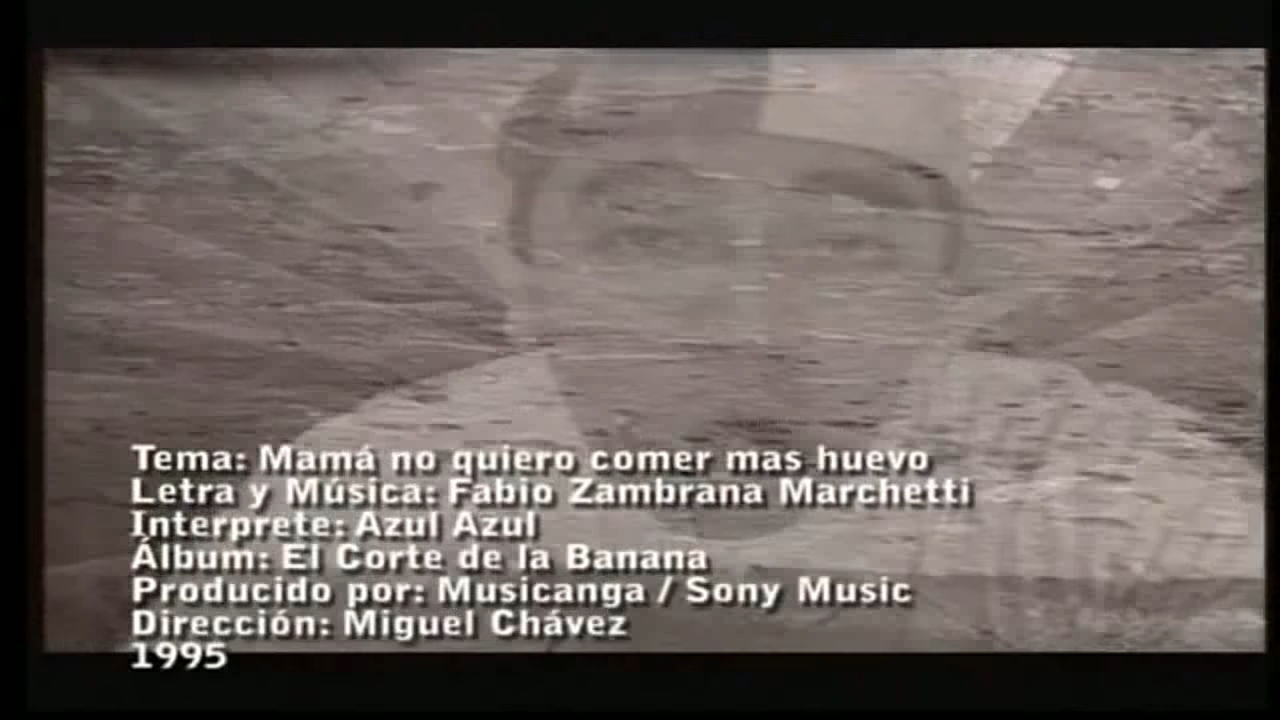 Tema: Mamá no quiero comer mas huevo
Letra y Música: Fabio Zambrana Marchetti
Interprete: Azul Azul
Álbum: El Corte de la Banana
Producido por: Musicanga / Sony Music
Dirección: Miguel Chávez
1995